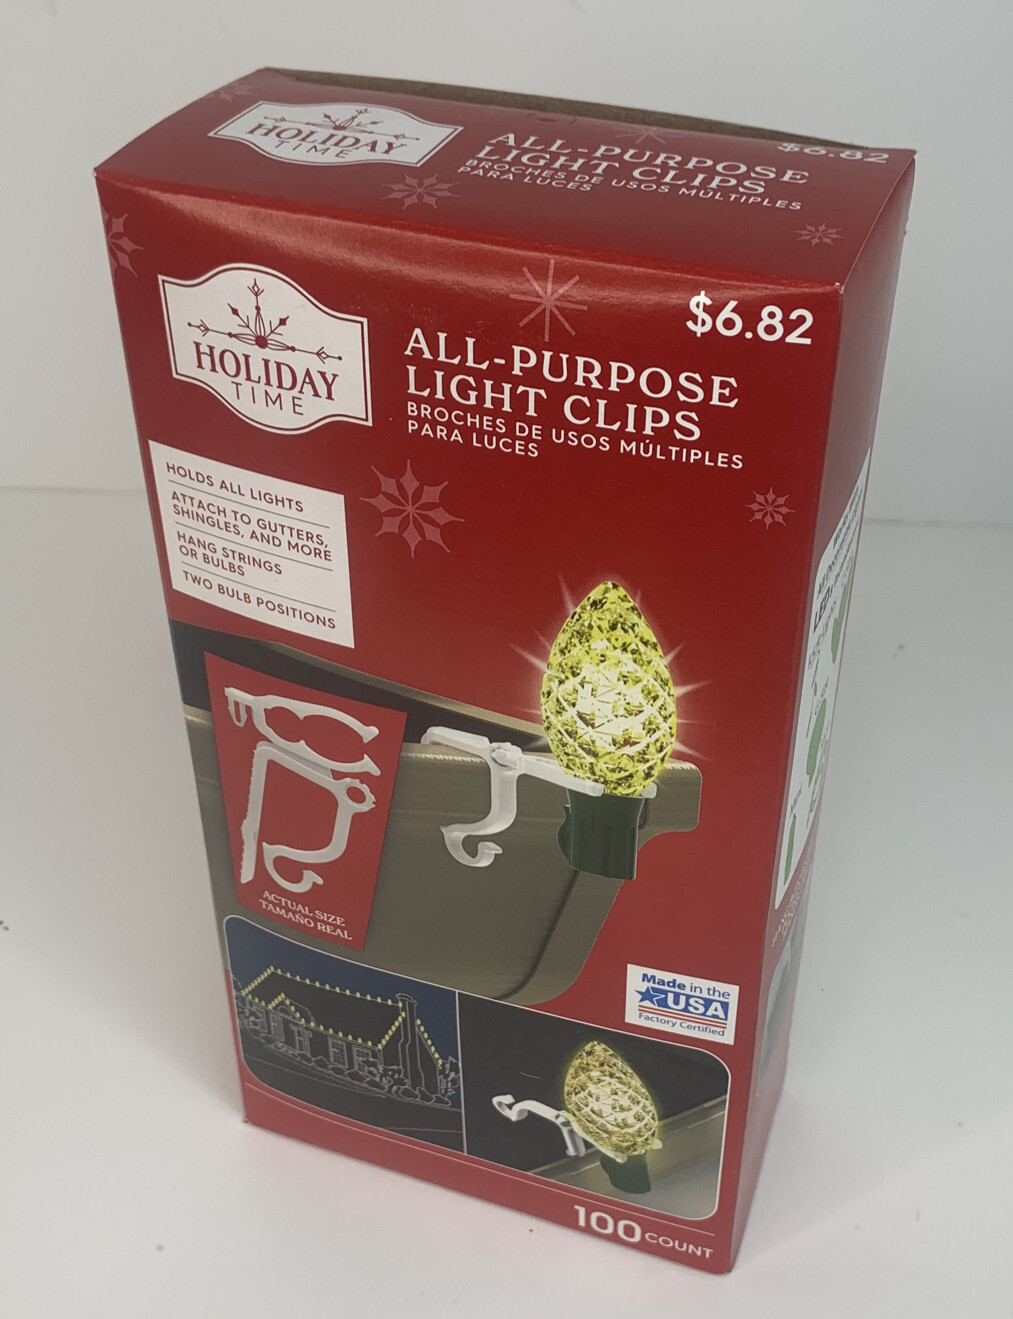 HOLIDAY
TIME
ALL-PURPOSE
LIGHT CLIPS
BROCHES DE USOS MÚLTIPLES
PARA LUCES
$6.82
HOLIDAY
TIME
ALL-PURPOSE
LIGHT CLIPS
BROCHES DE USOS MÚLTIPLES
PARA LUCES
$6.82
HOLDS ALL LIGHTS
ATTACH TO GUTTERS,
SHINGLES, AND MORE
HANG STRINGS
OR BULBS
TWO BULB POSITIONS
ACTUAL SIZE
TAMAÑO REAL
Made in the
USA
Factory Certified
100 COUNT
LED